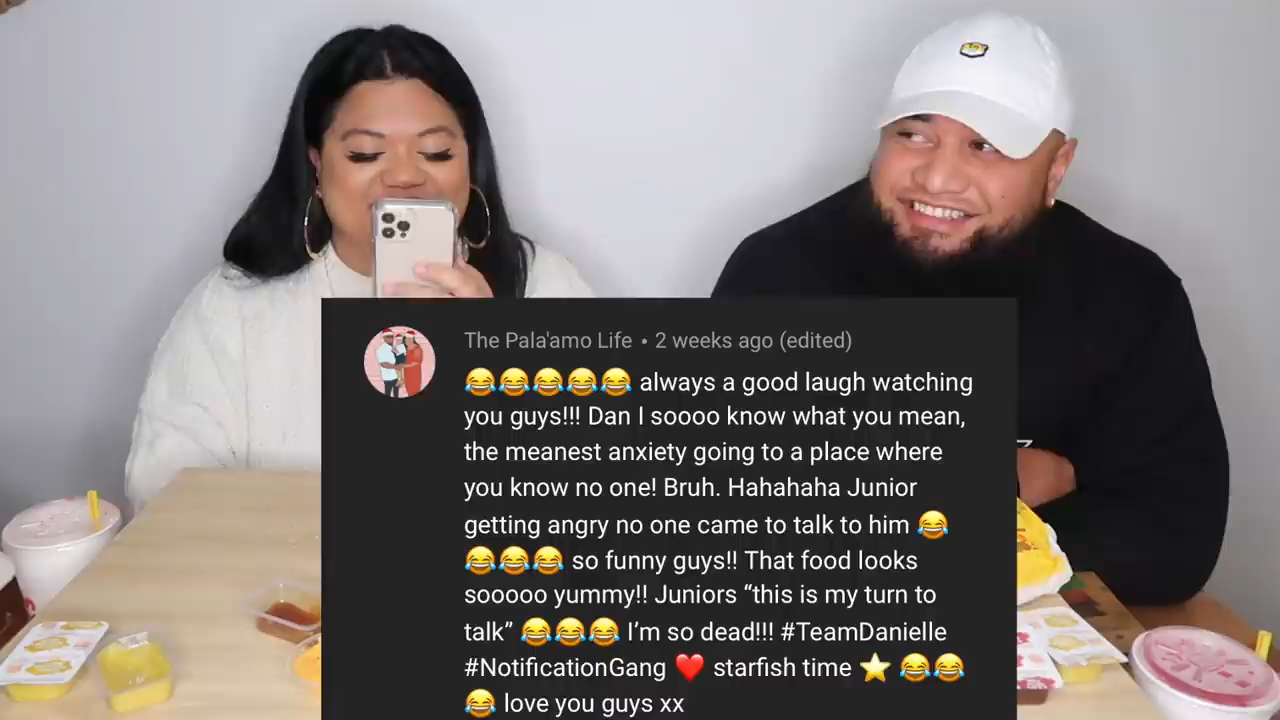 The Pala'amo Life • 2 weeks ago (edited)
😂😂😂😂😂 always a good laugh watching
you guys!!! Dan I soooo know what you mean,
the meanest anxiety going to a place where
you know no one! Bruh. Hahahaha Junior
getting angry no one came to talk to him 😂
😂😂😂 so funny guys!! That food looks
sooooo yummy!! Juniors “this is my turn to
talk” 😂😂😂 I’m so dead!!! #TeamDanielle
#NotificationGang ❤️ starfish time ⭐ 😂😂
😂 love you guys xx